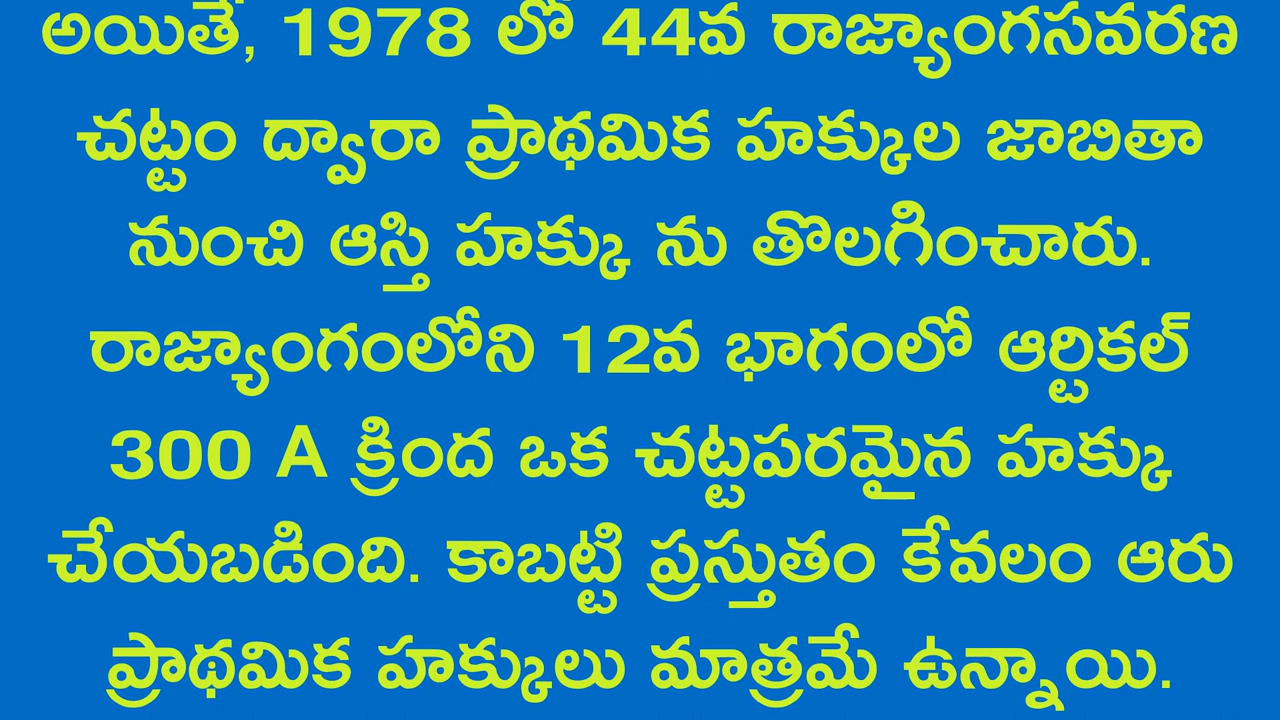 అయితే, 1978 లో 44వ రాజ్యాంగసవరణ
చట్టం ద్వారా ప్రాథమిక హక్కుల జాబితా
నుంచి ఆస్తి హక్కు ను తొలగించారు.
రాజ్యాంగంలోని 12వ భాగంలో ఆర్టికల్
300 A క్రింద ఒక చట్టపరమైన హక్కు
చేయబడింది. కాబట్టి ప్రస్తుతం కేవలం ఆరు
ప్రాథమిక హక్కులు మాత్రమే ఉన్నాయి.